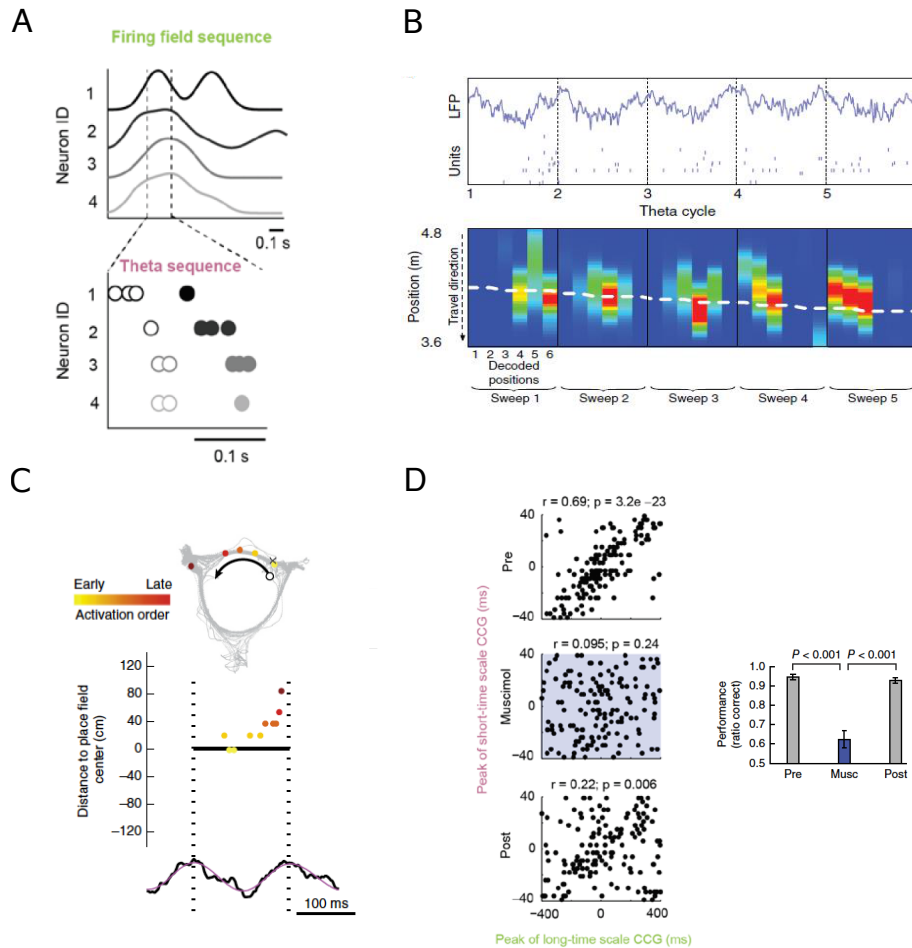 A
Firing field sequence
Neuron ID
1
2
3
4
0.1 s
Theta sequence
Neuron ID
1
2
3
4
0.1 s
B
LFP
Units
1 2 3 4 5
Theta cycle
4.8
Position (m)
Travel direction
3.6
1 2 3 4 5 6
Decoded
positions
Sweep 1 Sweep 2 Sweep 3 Sweep 4 Sweep 5
C
Early Late
Activation order
Distance to place field
center (cm)
120
80
40
0
−40
−80
−120
100 ms
D
Peak of short-time scale CCG (ms)
r = 0.69; p = 3.2e −23
Pre
40
0
−40
r = 0.095; p = 0.24
Muscimol
40
0
−40
r = 0.22; p = 0.006
Post
40
0
−40
−400 0 400
Peak of long-time scale CCG (ms)
P < 0.001 P < 0.001
Performance
(ratio correct)
1.0
0.9
0.8
0.7
0.6
0.5
Pre Musc Post